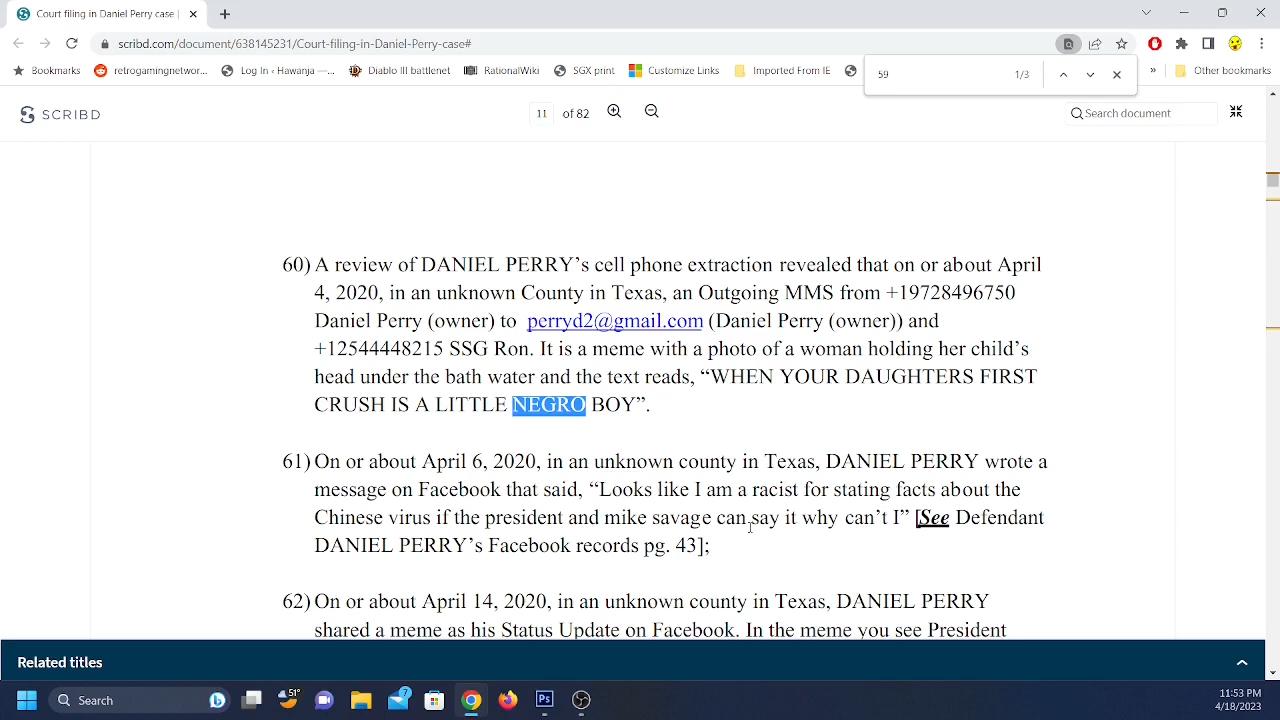 Court filing in Daniel Perry case |
scribd.com/document/638145231/Court-filing-in-Daniel-Perry-case#
Bookmarks retrogamingnetwor... Log In ‹ Hawanja —... Diablo III battlenet RationalWiki SGX print Customize Links Imported From IE » Other bookmarks
59 1/3
SCRIBD 11 of 82 Search document
60) A review of DANIEL PERRY’s cell phone extraction revealed that on or about April
4, 2020, in an unknown County in Texas, an Outgoing MMS from +19728496750
Daniel Perry (owner) to perryd2@gmail.com (Daniel Perry (owner)) and
+12544448215 SSG Ron. It is a meme with a photo of a woman holding her child’s
head under the bath water and the text reads, “WHEN YOUR DAUGHTERS FIRST
CRUSH IS A LITTLE NEGRO BOY”.
61) On or about April 6, 2020, in an unknown county in Texas, DANIEL PERRY wrote a
message on Facebook that said, “Looks like I am a racist for stating facts about the
Chinese virus if the president and mike savage can say it why can’t I” [See Defendant
DANIEL PERRY’s Facebook records pg. 43];
62) On or about April 14, 2020, in an unknown county in Texas, DANIEL PERRY
shared a meme as his Status Update on Facebook. In the meme you see President
Related titles
Search 51° 7 Ps
11:53 PM
4/18/2023